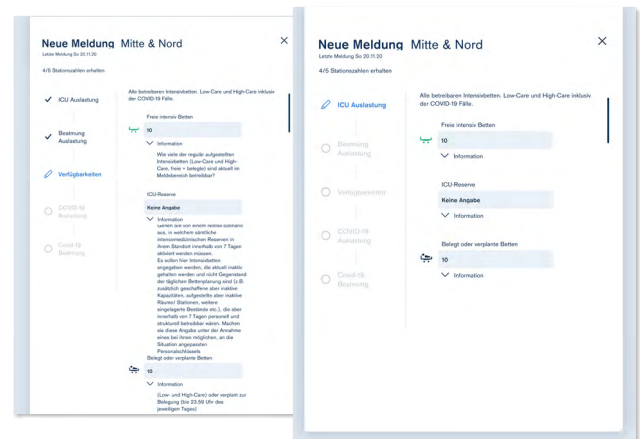 Neue Meldung Mitte & Nord
Letzte Meldung So 20.11.20
4/5 Stationszahlen erhalten
ICU Auslastung
Beatmung
Auslastung
Verfügbarkeiten
COVID-19
Auslastung
Covid-19
Beatmung
Alle betreibaren Intensivbetten. Low-Care und High-Care inklusiv
der COVID-19 Fälle.
Freie intensiv Betten
10
Information
Wie viele der regulär aufgestellten
Intensivbetten (Low-Care und High-
Care, freie + belegte) sind aktuell im
Meldebereich betreibbar?
ICU-Reserve
Keine Angabe
Information
aus, in welchem sämtliche
intensivmedizinischen Reserven in
ihrem Standort innerhalb von 7 Tagen
aktiviert werden müssen.
Es sollen hier Intensivbetten
angegeben werden, die aktuell inaktiv
gehalten werden und nicht Gegenstand
der täglichen Bettenplanung sind (z.B.
zusätzlich geschaffene aber inaktive
Kapazitäten, aufgestellte aber inaktive
Räume/ Stationen, weitere
eingelagerte Bestände etc.), die aber
innerhalb von 7 Tagen personell und
strukturell betreibbar wären. Machen
sie diese Angabe unter der Annahme
eines bei ihnen möglichen, an die
Situation angepassten
Personalschlüssels
Belegt oder verplante Betten
10
Information
(Low- und High-Care) oder verplant zur
Belegung (bis 23.59 Uhr des
jeweiligen Tages)
Neue Meldung Mitte & Nord
Letzte Meldung So 20.11.20
4/5 Stationszahlen erhalten
ICU Auslastung
Beatmung
Auslastung
Verfügbarkeiten
COVID-19
Auslastung
Covid-19
Beatmung
Alle betreibaren Intensivbetten. Low-Care und High-Care inklusiv
der COVID-19 Fälle.
Freie intensiv Betten
10
Information
ICU-Reserve
Keine Angabe
Information
Belegt oder verplante Betten
10
Information